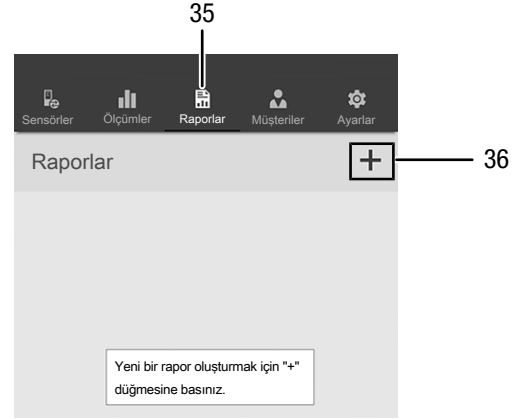 35
Sensörler Ölçümler Raporlar Müşteriler Ayarlar
Raporlar +
36
Yeni bir rapor oluşturmak için "+"
düğmesine basınız.